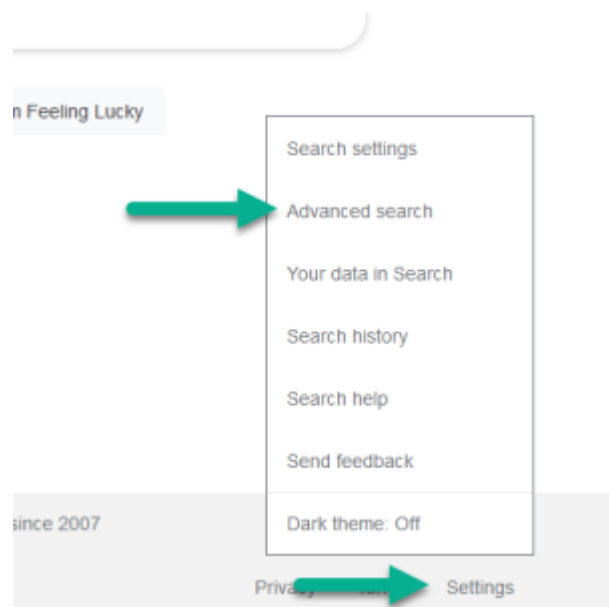 n Feeling Lucky
Search settings
Advanced search
Your data in Search
Search history
Search help
Send feedback
since 2007
Dark theme: Off
Privacy Settings